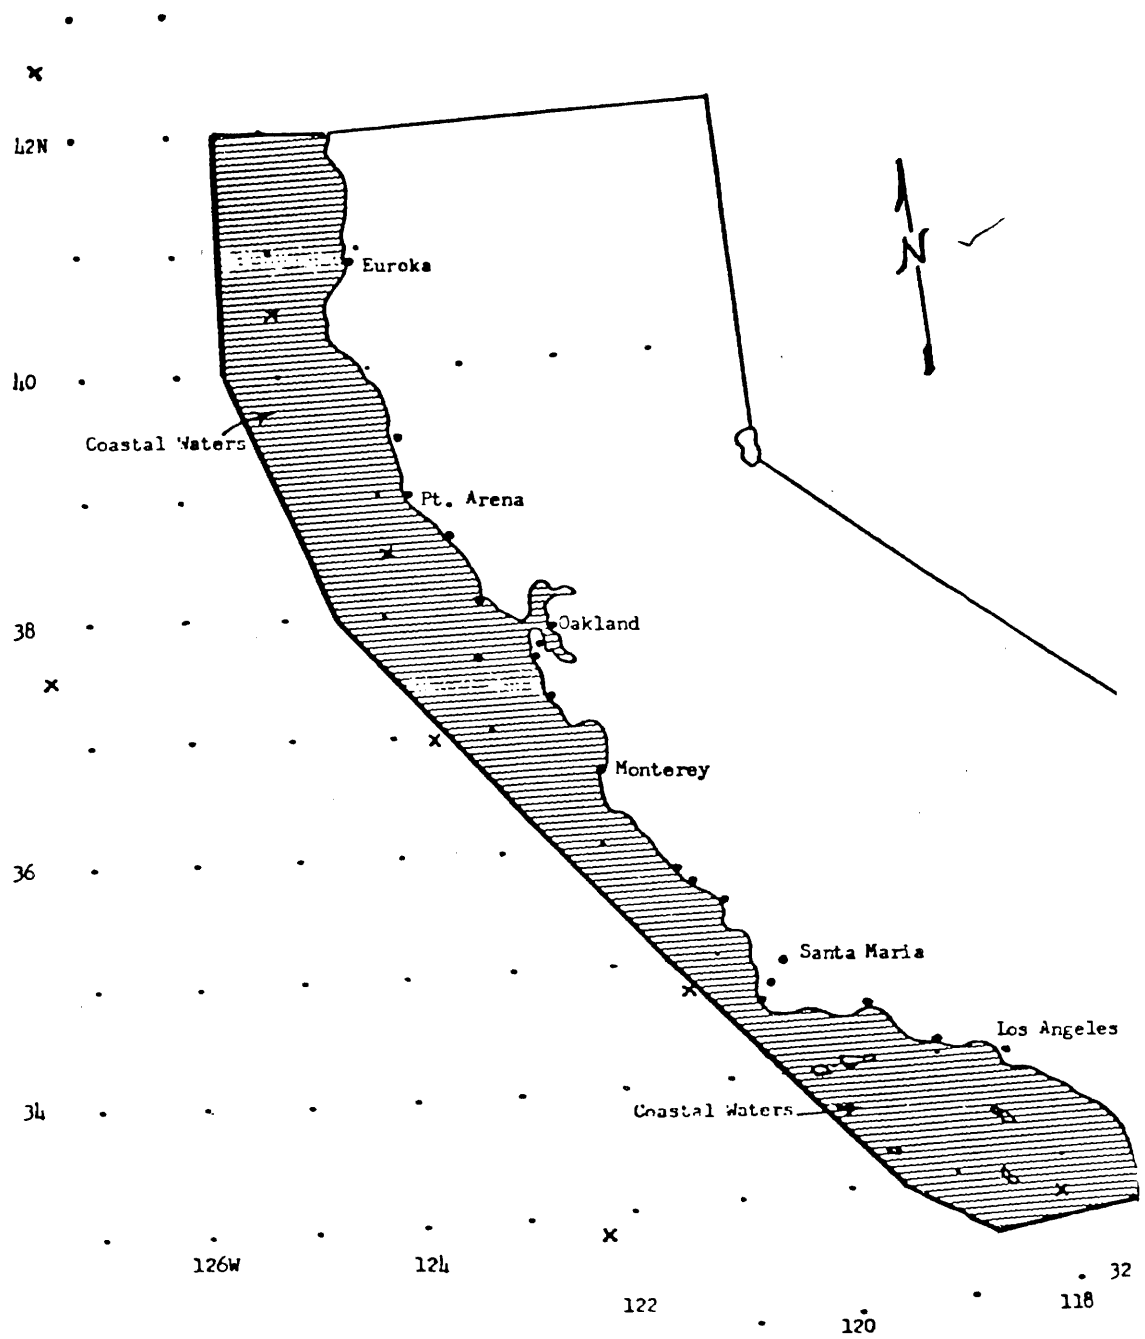 42N
N
Euroka
40
Coastal Waters
Pt. Arena
38
Oakland
Monterey
36
Santa Maria
Los Angeles
34
Coastal Waters
126W
124
32
122
118
120